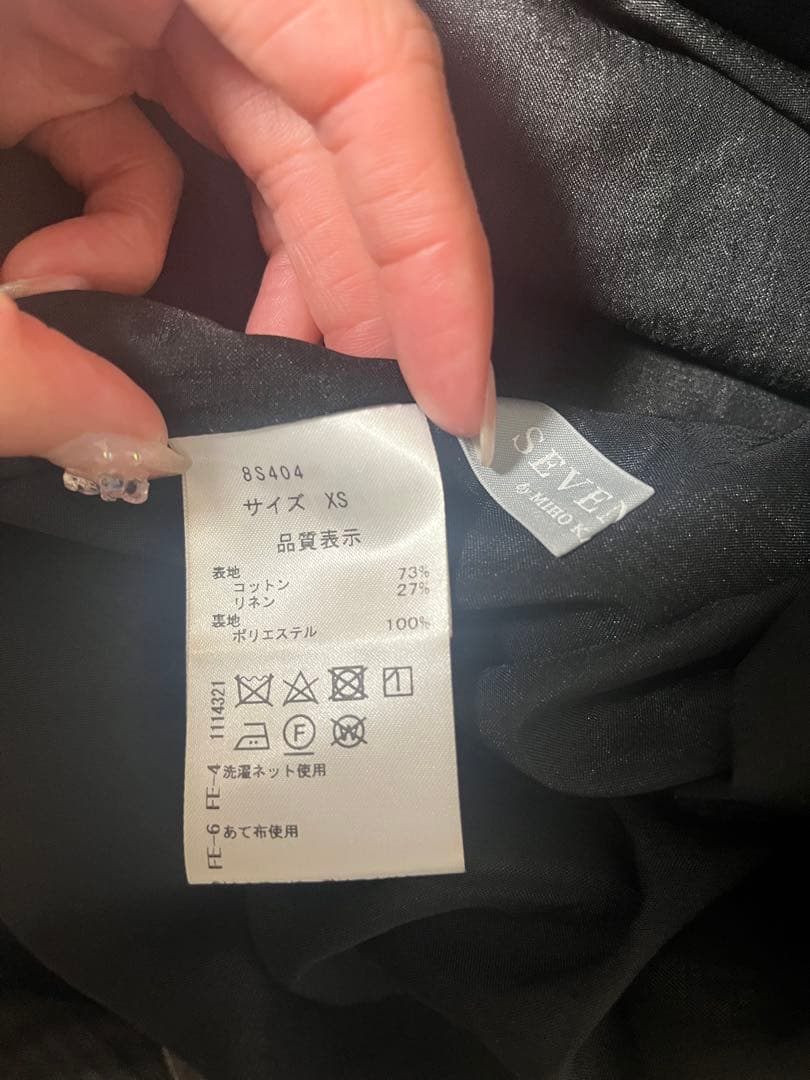 8S404
サイズ XS
品質表示
表地
コットン 73%
リネン 27%
裏地
ポリエステル 100%
1114321
F
W
FE-4 洗濯ネット使用
FE-6 あて布使用
SEVEN
by MIHO K